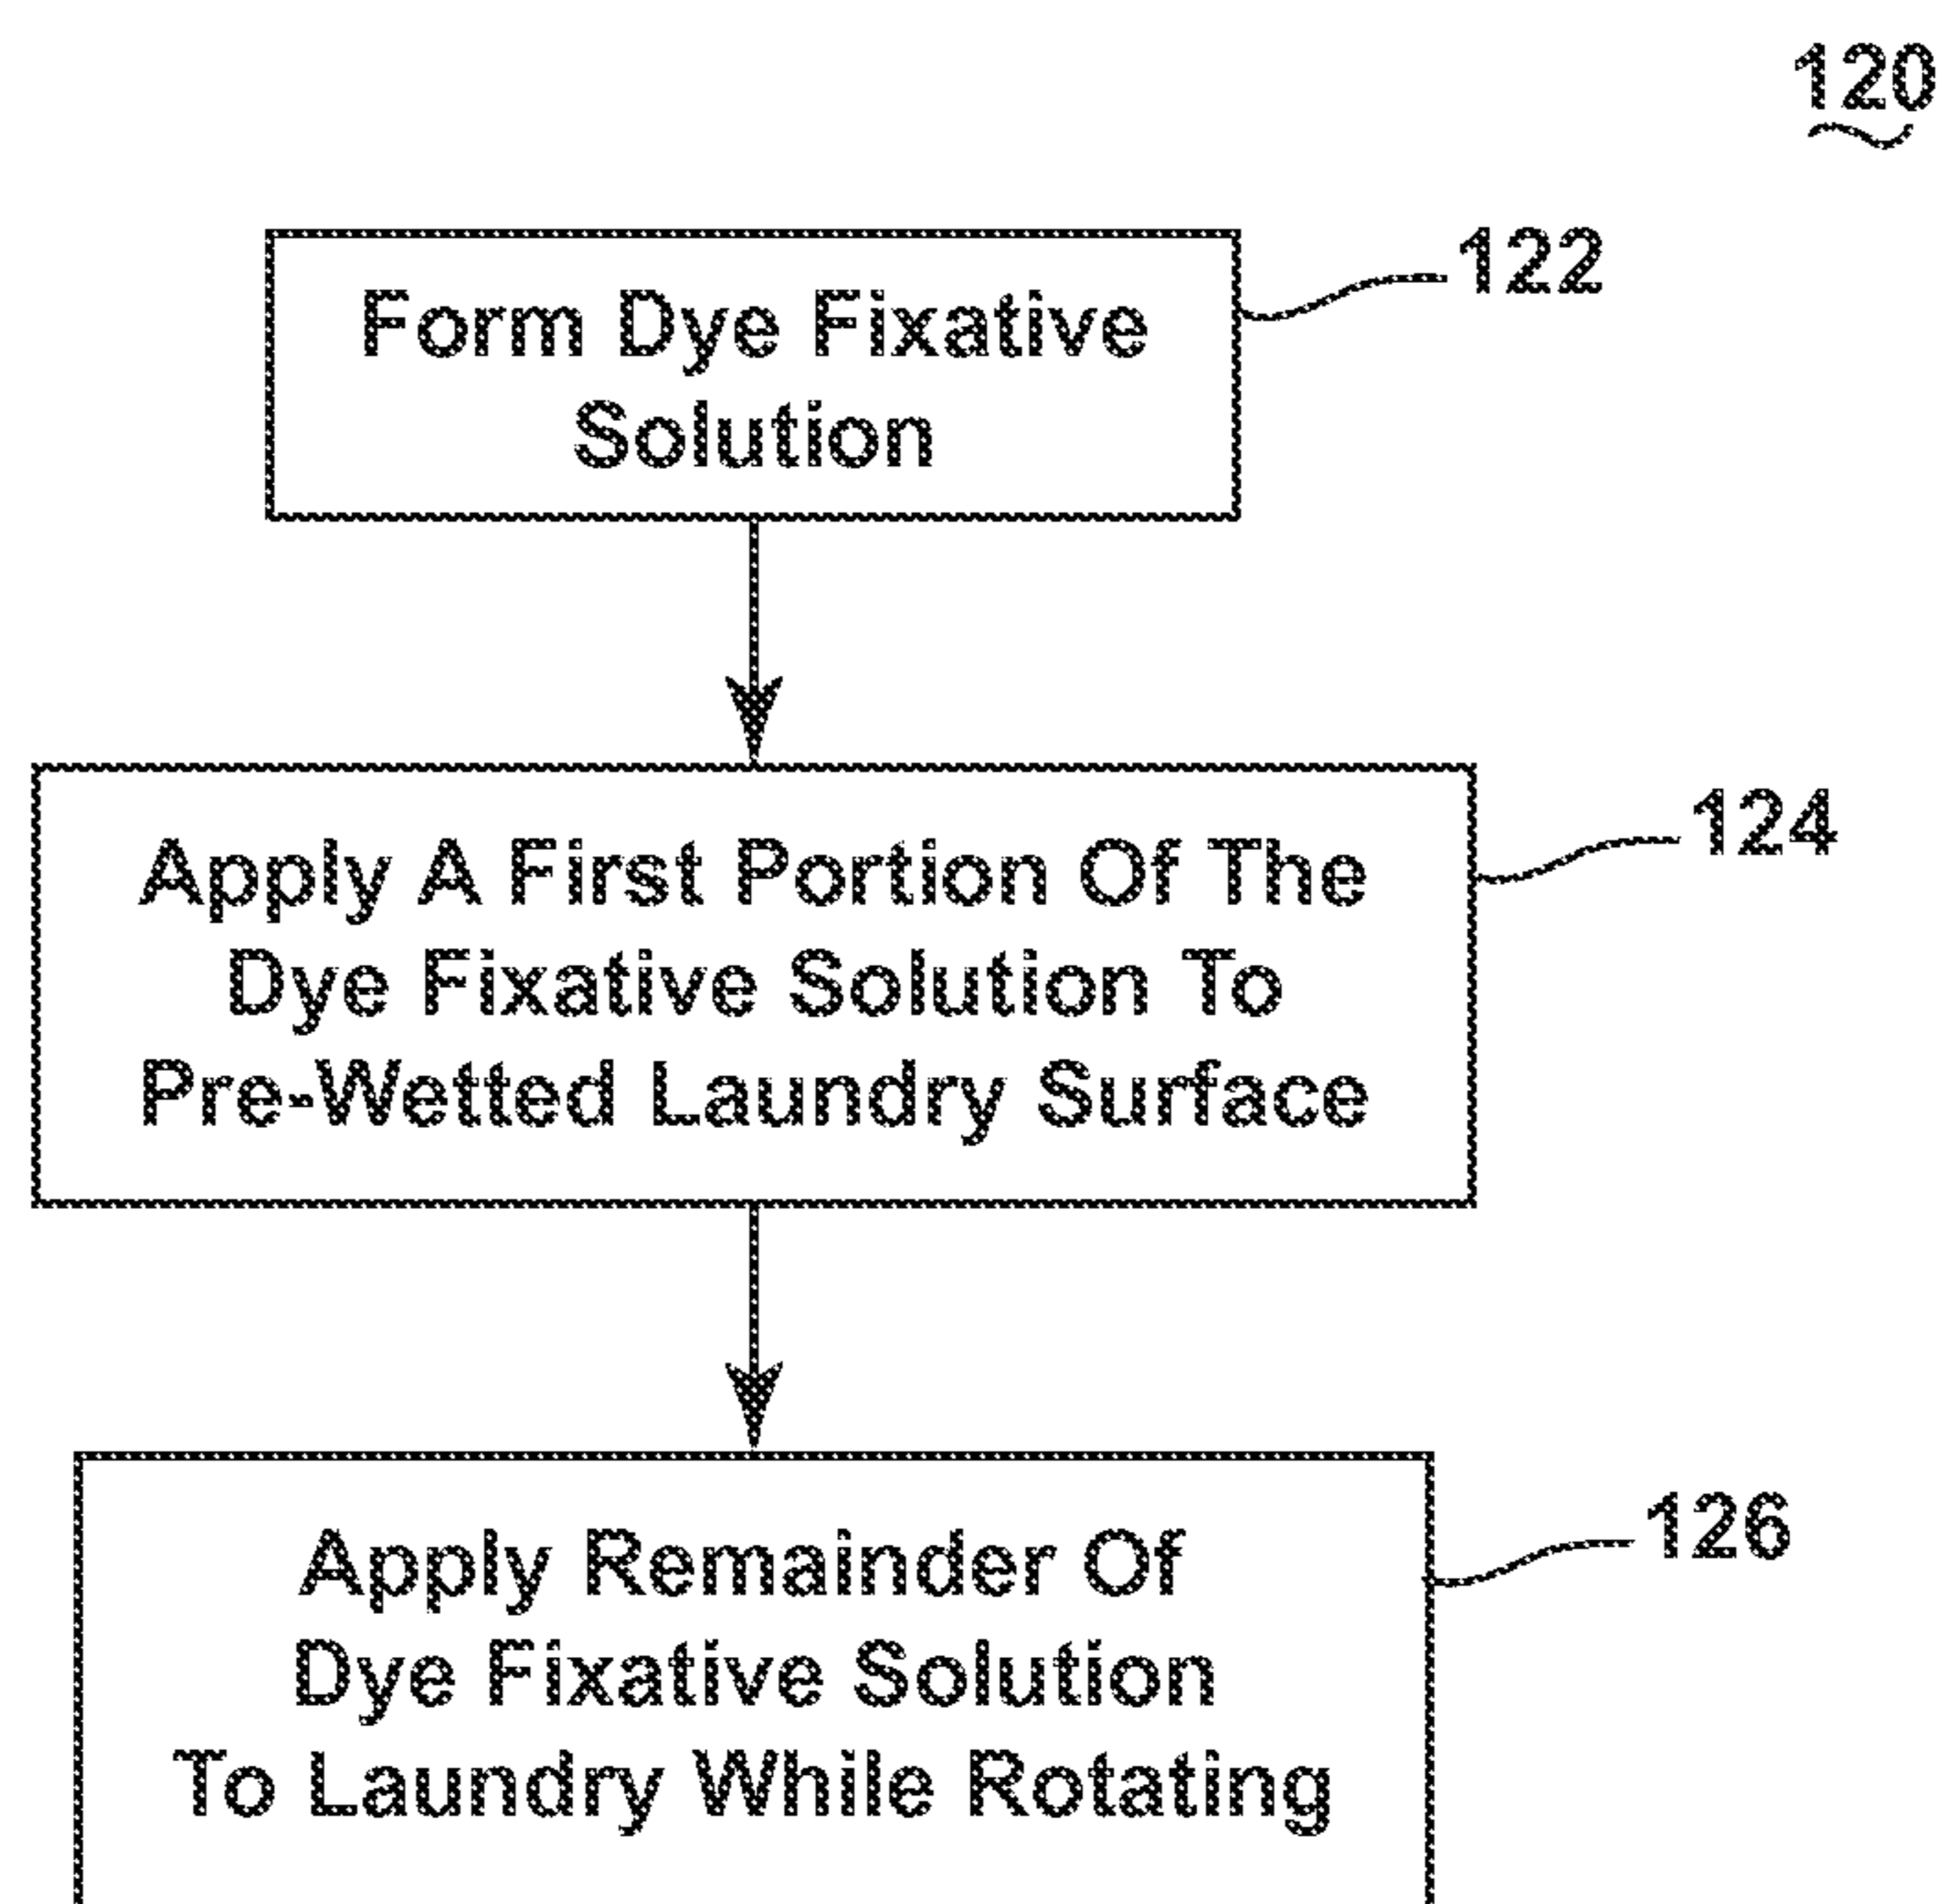 120
Form Dye Fixative
Solution
122
Apply A First Portion Of The
Dye Fixative Solution To
Pre-Wetted Laundry Surface
124
Apply Remainder Of
Dye Fixative Solution
To Laundry While Rotating
126